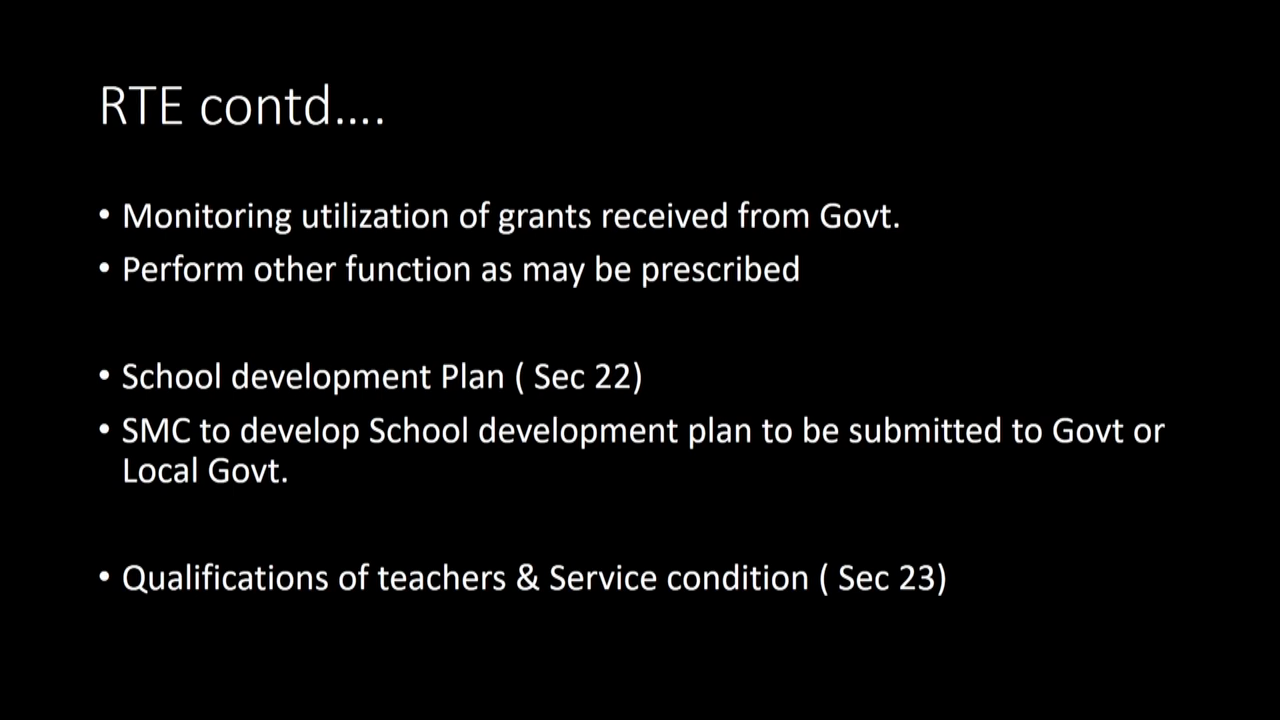 RTE contd....
• Monitoring utilization of grants received from Govt.
• Perform other function as may be prescribed
• School development Plan ( Sec 22)
• SMC to develop School development plan to be submitted to Govt or
Local Govt.
• Qualifications of teachers & Service condition ( Sec 23)